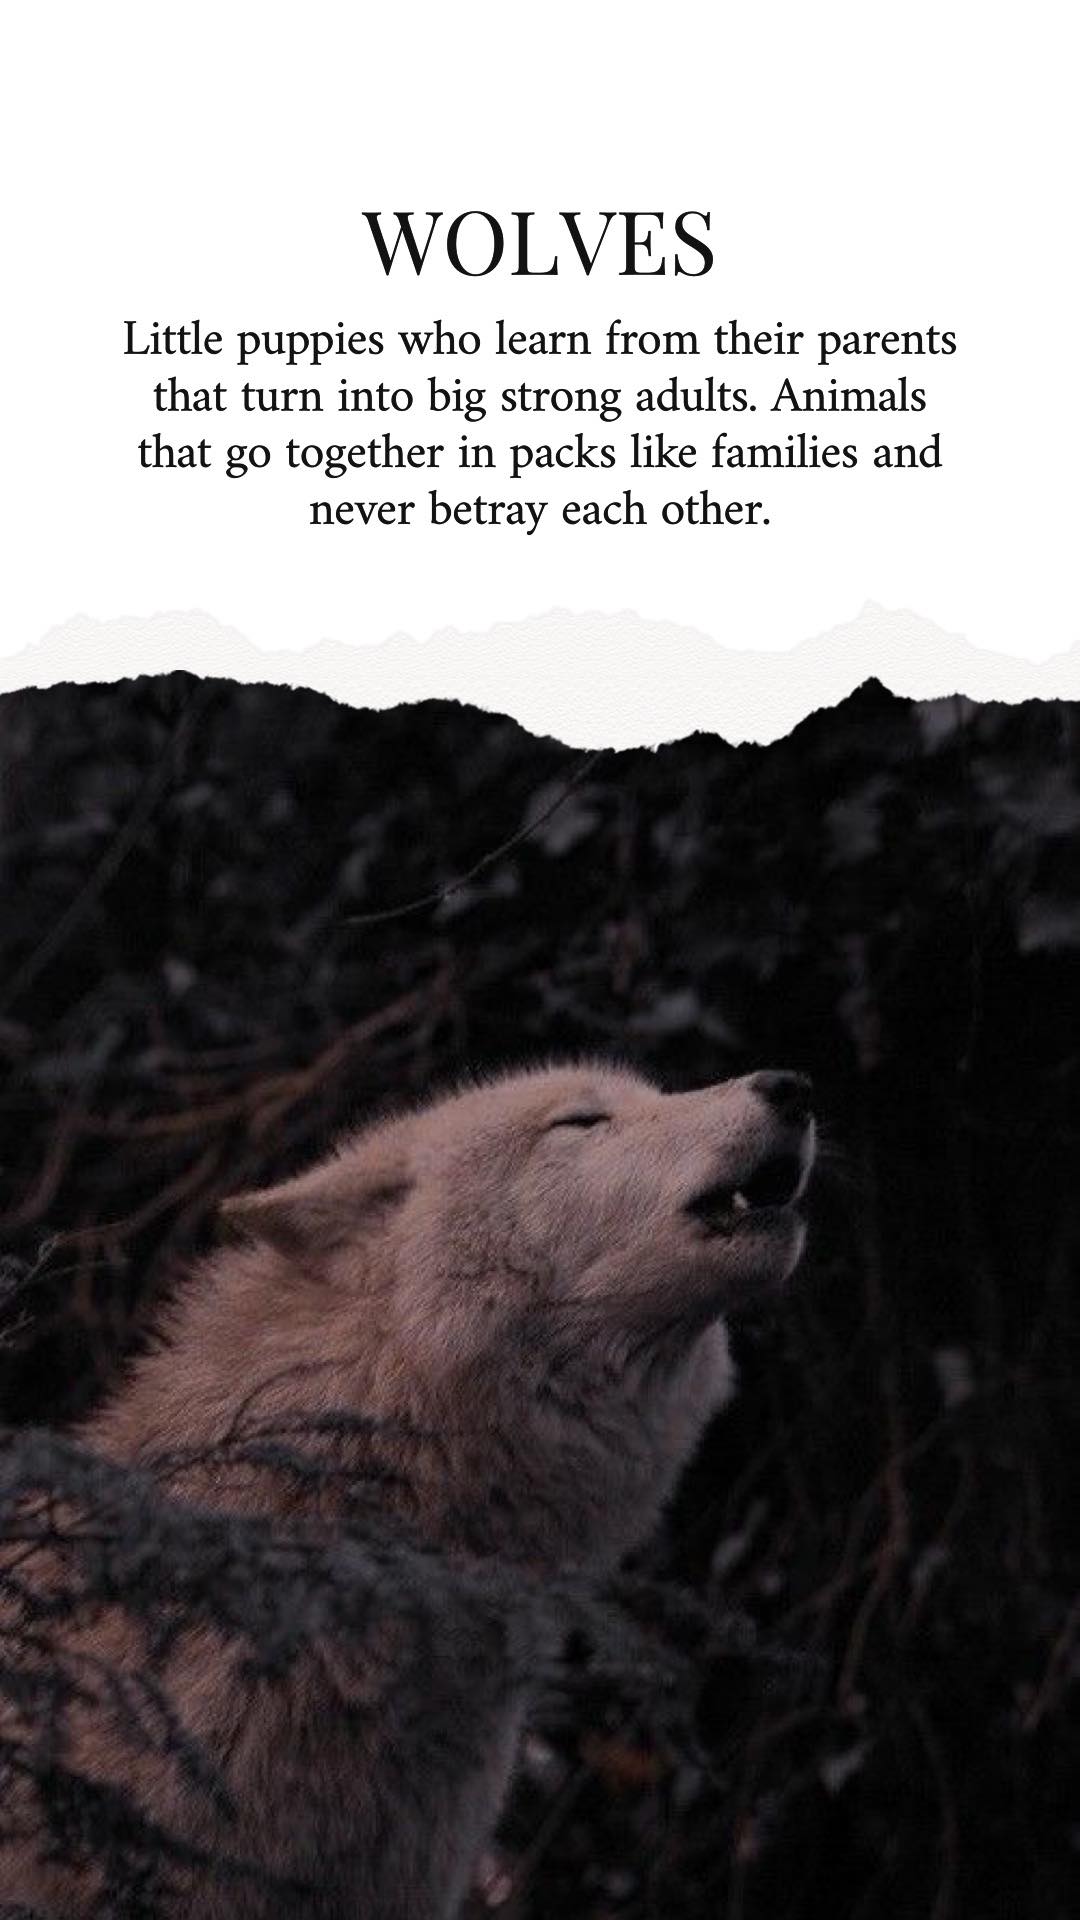 WOLVES
Little puppies who learn from their parents
that turn into big strong adults. Animals
that go together in packs like families and
never betray each other.